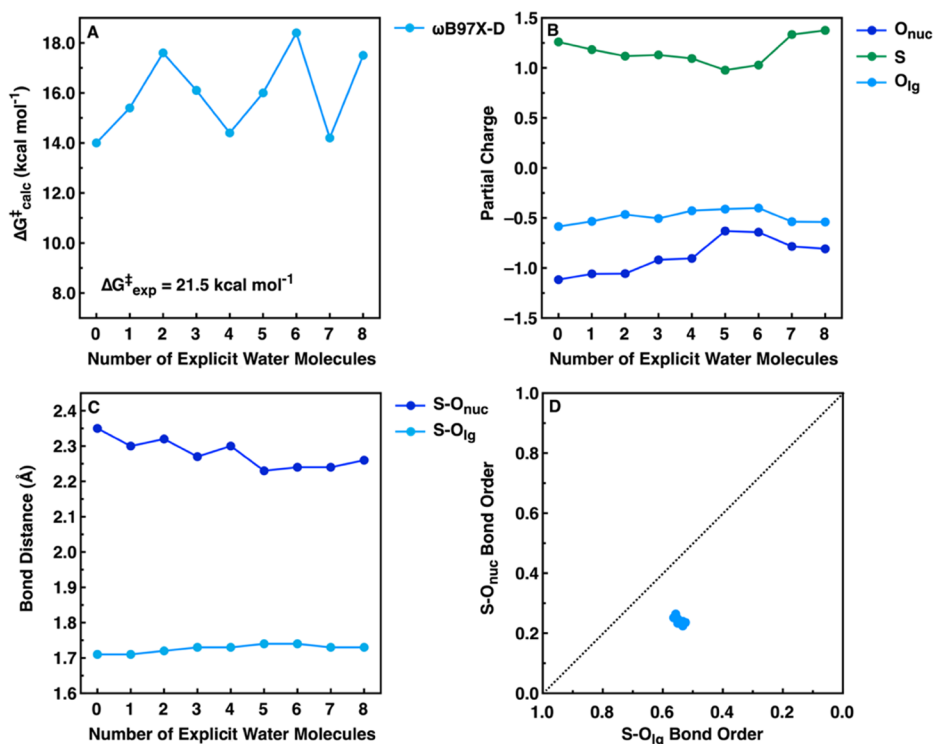 A
ωB97X-D
18.0
16.0
14.0
12.0
10.0
8.0
ΔG‡calc (kcal mol-1)
ΔG‡exp = 21.5 kcal mol-1
0 1 2 3 4 5 6 7 8
Number of Explicit Water Molecules
B
Onuc
S
Olg
1.5
1.0
0.5
0.0
−0.5
−1.0
−1.5
Partial Charge
0 1 2 3 4 5 6 7 8
Number of Explicit Water Molecules
C
S-Onuc
S-Olg
2.4
2.3
2.2
2.1
2.0
1.9
1.8
1.7
1.6
Bond Distance (Å)
0 1 2 3 4 5 6 7 8
Number of Explicit Water Molecules
D
1.0
0.8
0.6
0.4
0.2
0.0
S-Onuc Bond Order
1.0 0.8 0.6 0.4 0.2 0.0
S-Olg Bond Order